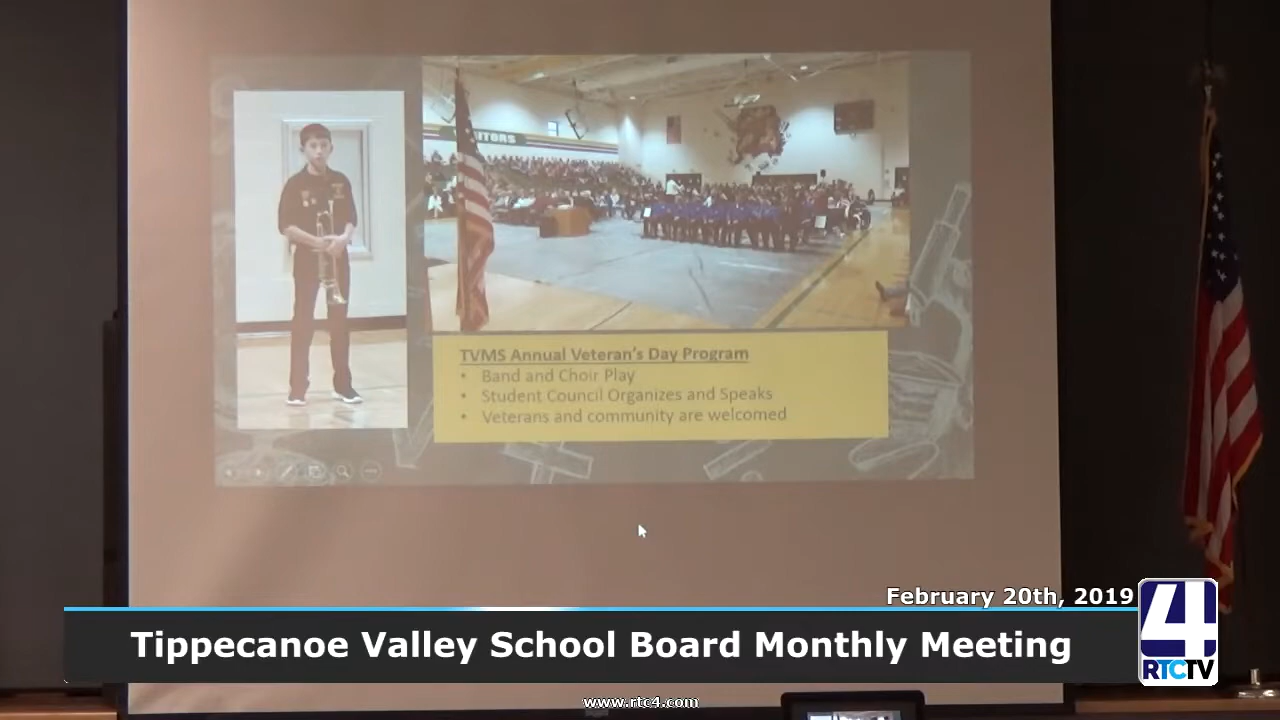 ITORS
TVMS Annual Veteran's Day Program
• Band and Choir Play
• Student Council Organizes and Speaks
• Veterans and community are welcomed
February 20th, 2019
Tippecanoe Valley School Board Monthly Meeting
4
RTCTV
www.rtc4.com